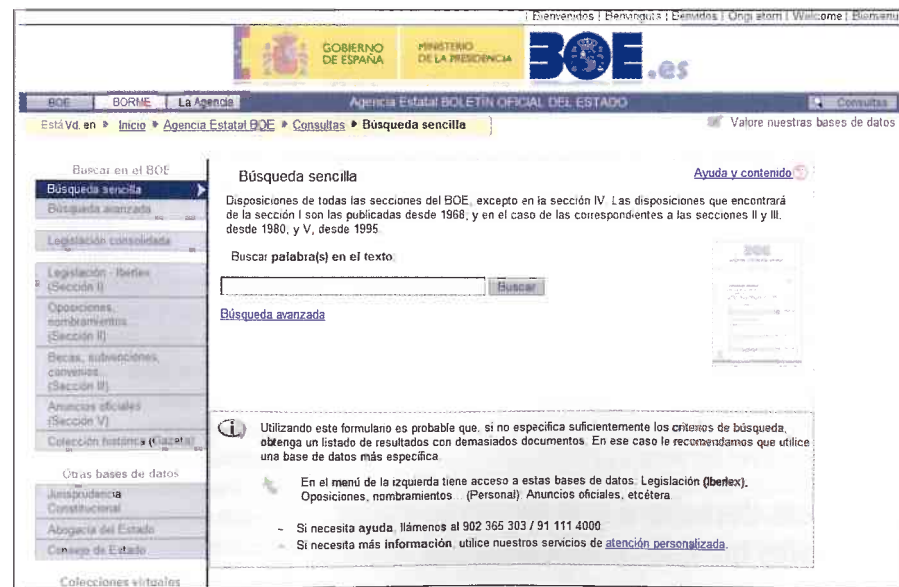 Bienvenidos | Benvinguts | Benvidos | Ongi etorri | Welcome | Bienvenu
GOBIERNO DE ESPAÑA
MINISTERIO DE LA PRESIDENCIA
BOE.es
BOE BORME La Agencia Agencia Estatal BOLETÍN OFICIAL DEL ESTADO Consultas
Está Vd. en Inicio Agencia Estatal BOE Consultas Búsqueda sencilla
Valore nuestras bases de datos
Buscar en el BOE
Búsqueda sencilla
Búsqueda avanzada
Legislación consolidada
Legislación - Iberlex
(Sección I)
Oposiciones,
nombramientos...
(Sección II)
Becas, subvenciones,
convenios...
(Sección III)
Anuncios oficiales
(Sección V)
Colección histórica (Gazeta)
Otras bases de datos
Jurisprudencia
Constitucional
Abogacía del Estado
Consejo de Estado
Colecciones virtuales
Búsqueda sencilla
Ayuda y contenido
Disposiciones de todas las secciones del BOE, excepto en la sección IV. Las disposiciones que encontrará
de la sección I son las publicadas desde 1968; y en el caso de las correspondientes a las secciones II y III,
desde 1980; y V, desde 1995.
Buscar palabra(s) en el texto:
Buscar
Búsqueda avanzada
BOE
Utilizando este formulario es probable que, si no especifica suficientemente los criterios de búsqueda,
obtenga un listado de resultados con demasiados documentos. En ese caso le recomendamos que utilice
una base de datos más específica.
En el menú de la izquierda tiene acceso a estas bases de datos: Legislación (Iberlex),
Oposiciones, nombramientos... (Personal). Anuncios oficiales, etcétera.
Si necesita ayuda, llámenos al 902 365 303 / 91 111 4000
Si necesita más información, utilice nuestros servicios de atención personalizada.